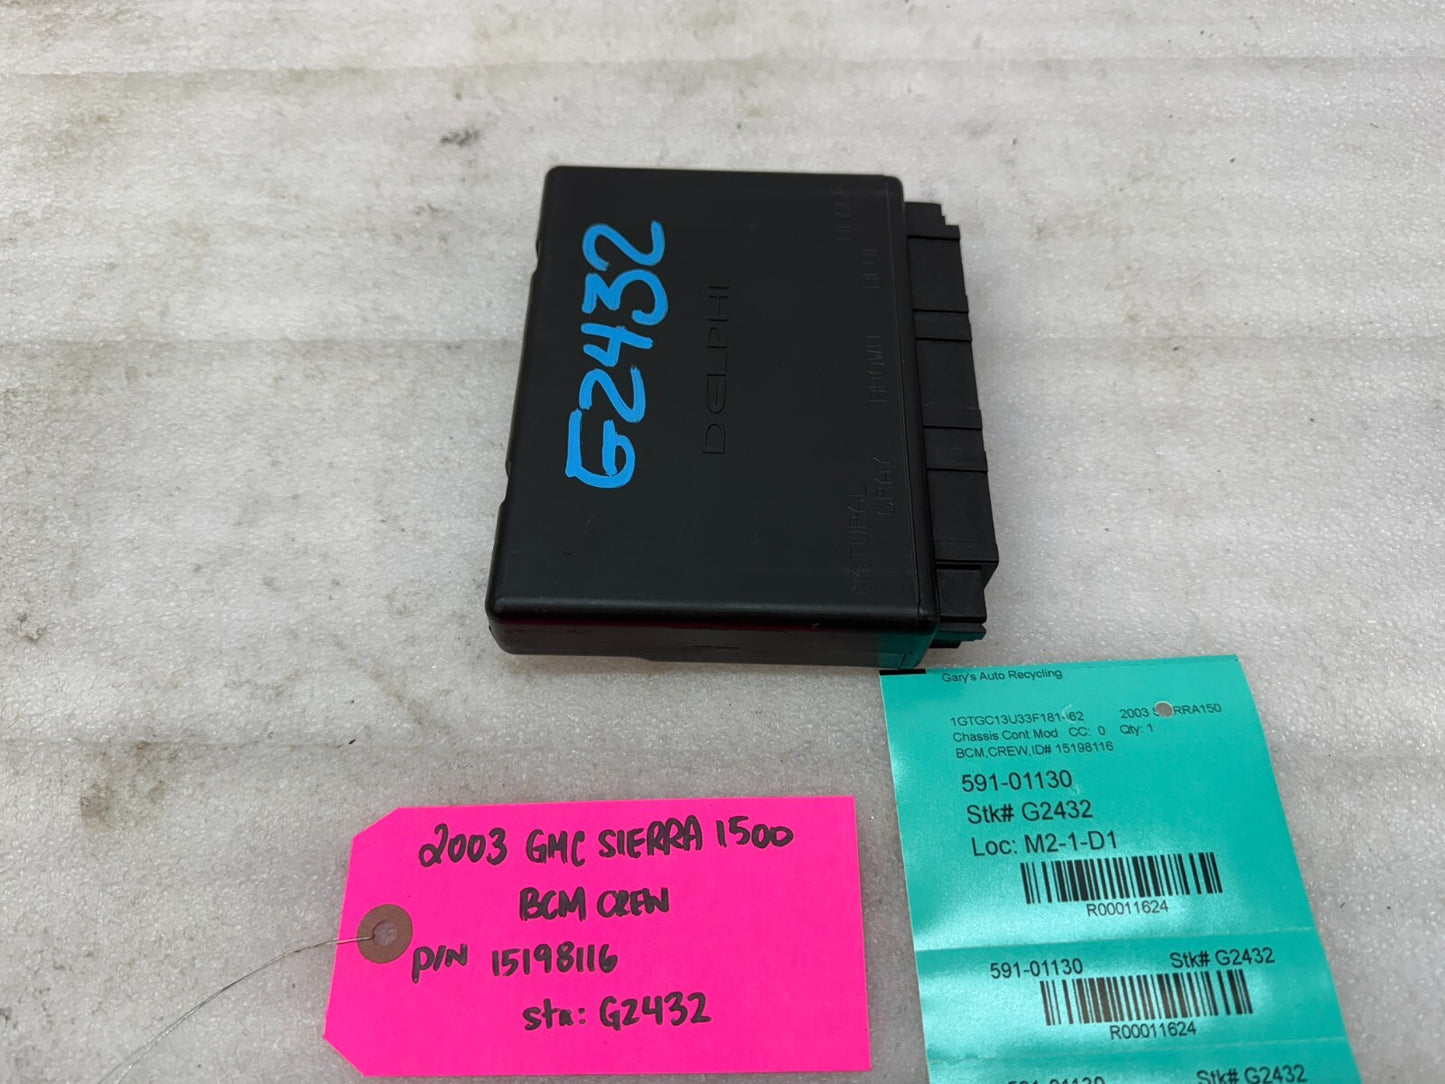 G2432
DELPHI
BROWN
GRAY
NATURAL
Gary's Auto Recycling
2003
Chassis Cont Mod CC: 0 Qty: 1
BCM,CREW,ID# 15198116
591-01130
Stk# G2432
Loc: M2-1-D1
R00011624
591-01130 Stk# G2432
R00011624
591-01130 Stk# G2432
2003 GMC SIERRA 1500
BCM CREW
P/N 15198116
G2432